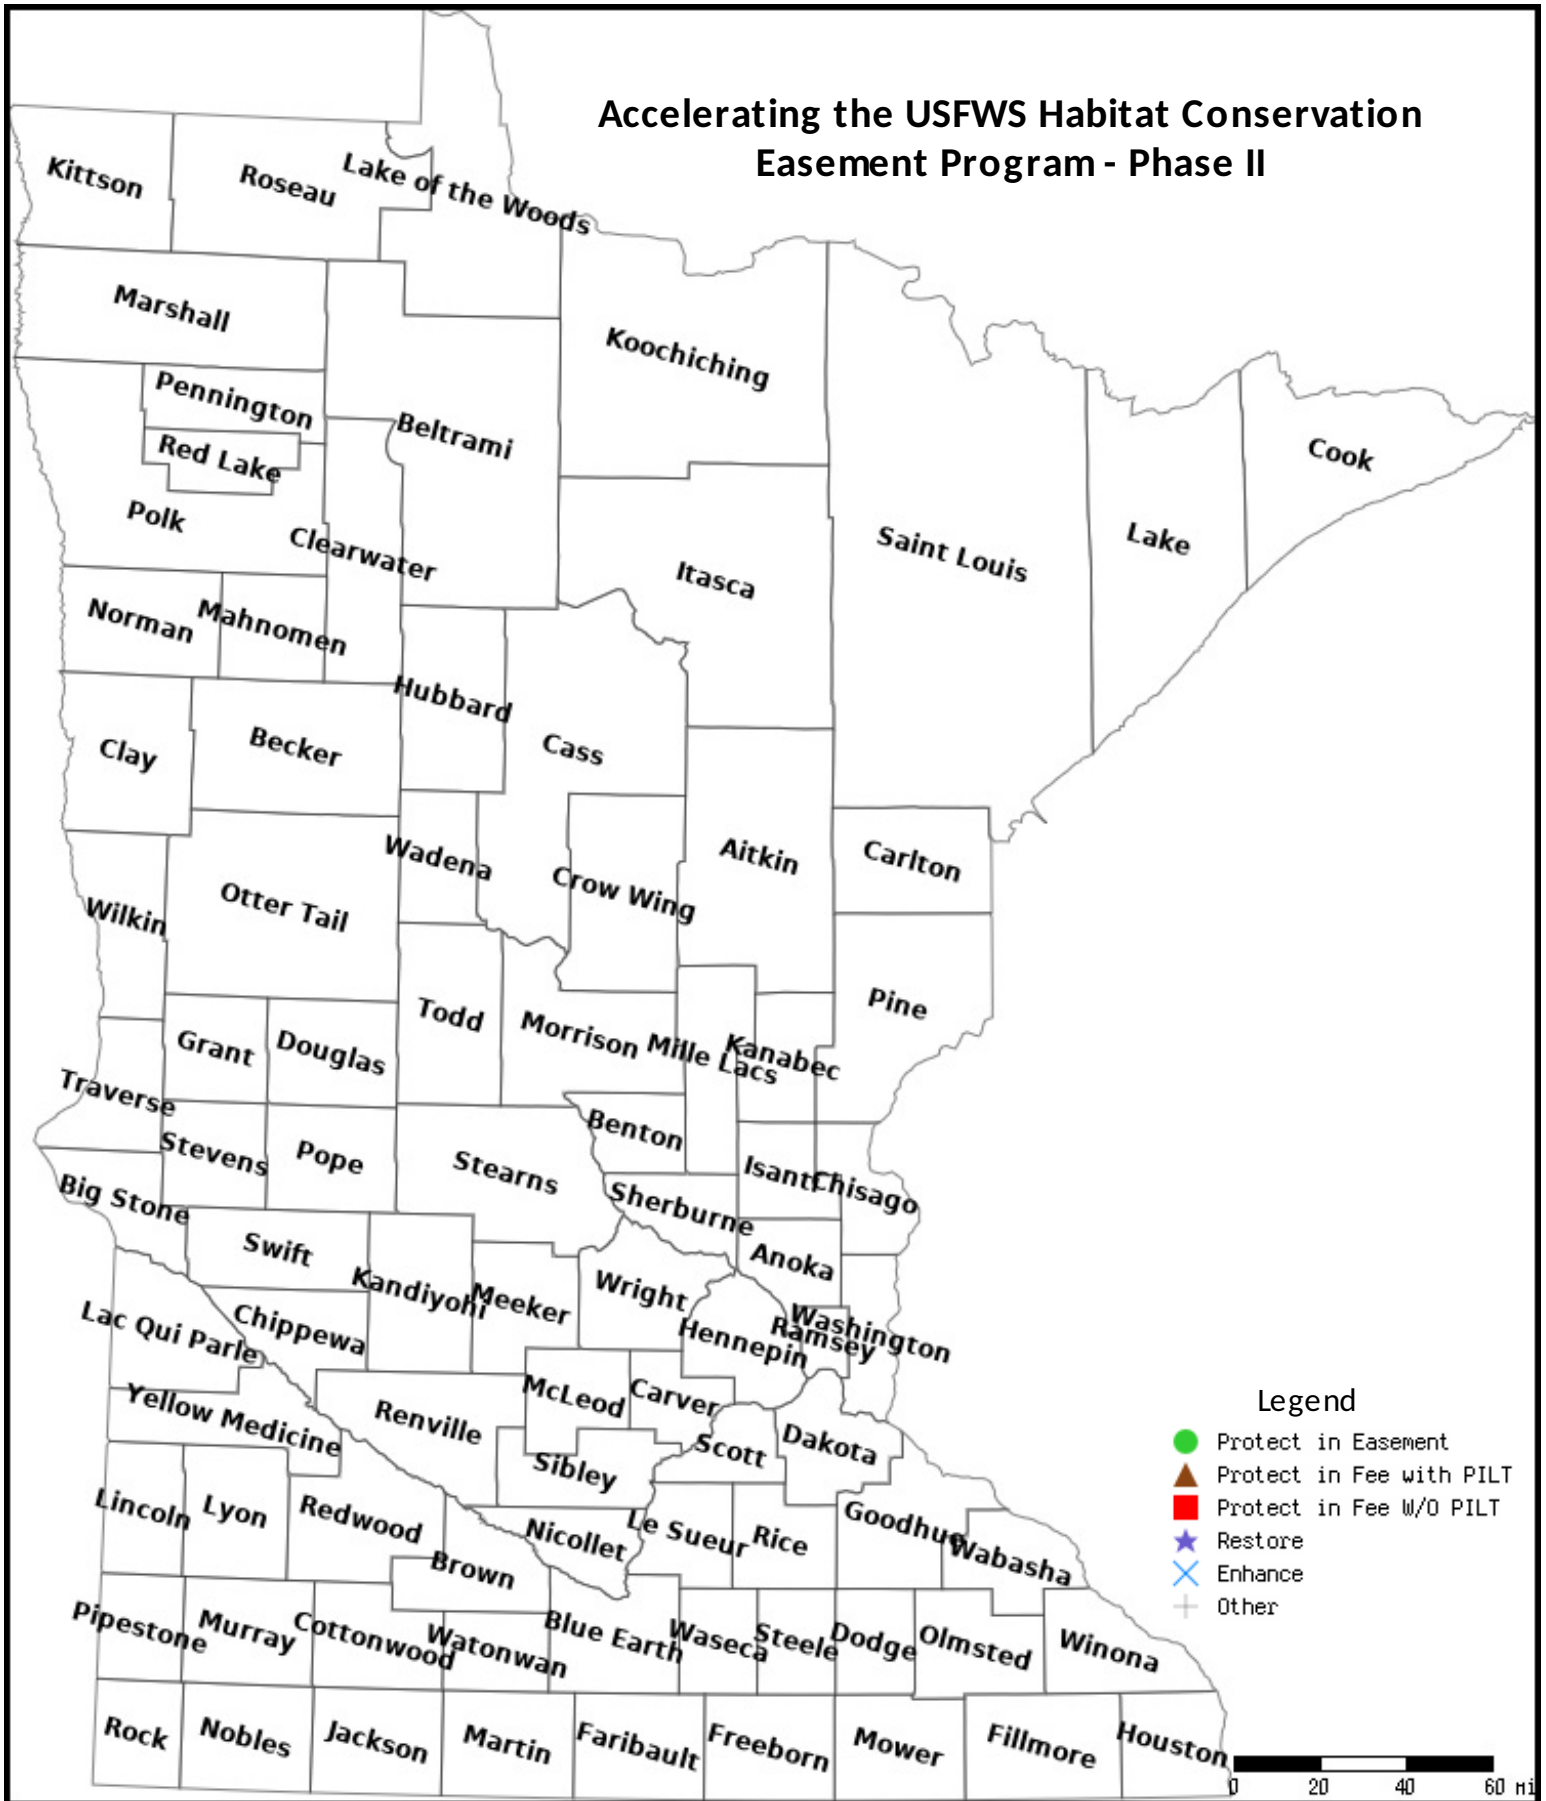 Accelerating the USFWS Habitat Conservation
Easement Program - Phase II
Kittson
Roseau
Lake of the Woods
Marshall
Koochiching
Pennington
Beltrami
Red Lake
Cook
Polk
Clearwater
Saint Louis
Lake
Itasca
Norman
Mahnomen
Hubbard
Clay
Becker
Cass
Wadena
Aitkin
Carlton
Crow Wing
Wilkin
Otter Tail
Pine
Todd
Morrison
Mille Lacs
Kanabec
Grant
Douglas
Traverse
Benton
Stevens
Pope
Stearns
Isanti
Chisago
Big Stone
Sherburne
Swift
Anoka
Kandiyohi
Meeker
Wright
Lac Qui Parle
Chippewa
Hennepin
Ramsey
Washington
McLeod
Carver
Yellow Medicine
Renville
Scott
Dakota
Sibley
Lincoln
Lyon
Redwood
Nicollet
Le Sueur
Rice
Goodhue
Wabasha
Brown
Pipestone
Murray
Cottonwood
Watonwan
Blue Earth
Waseca
Steele
Dodge
Olmsted
Winona
Rock
Nobles
Jackson
Martin
Faribault
Freeborn
Mower
Fillmore
Houston
Legend
Protect in Easement
Protect in Fee with PILT
Protect in Fee W/O PILT
Restore
Enhance
Other
0 20 40 60 mi